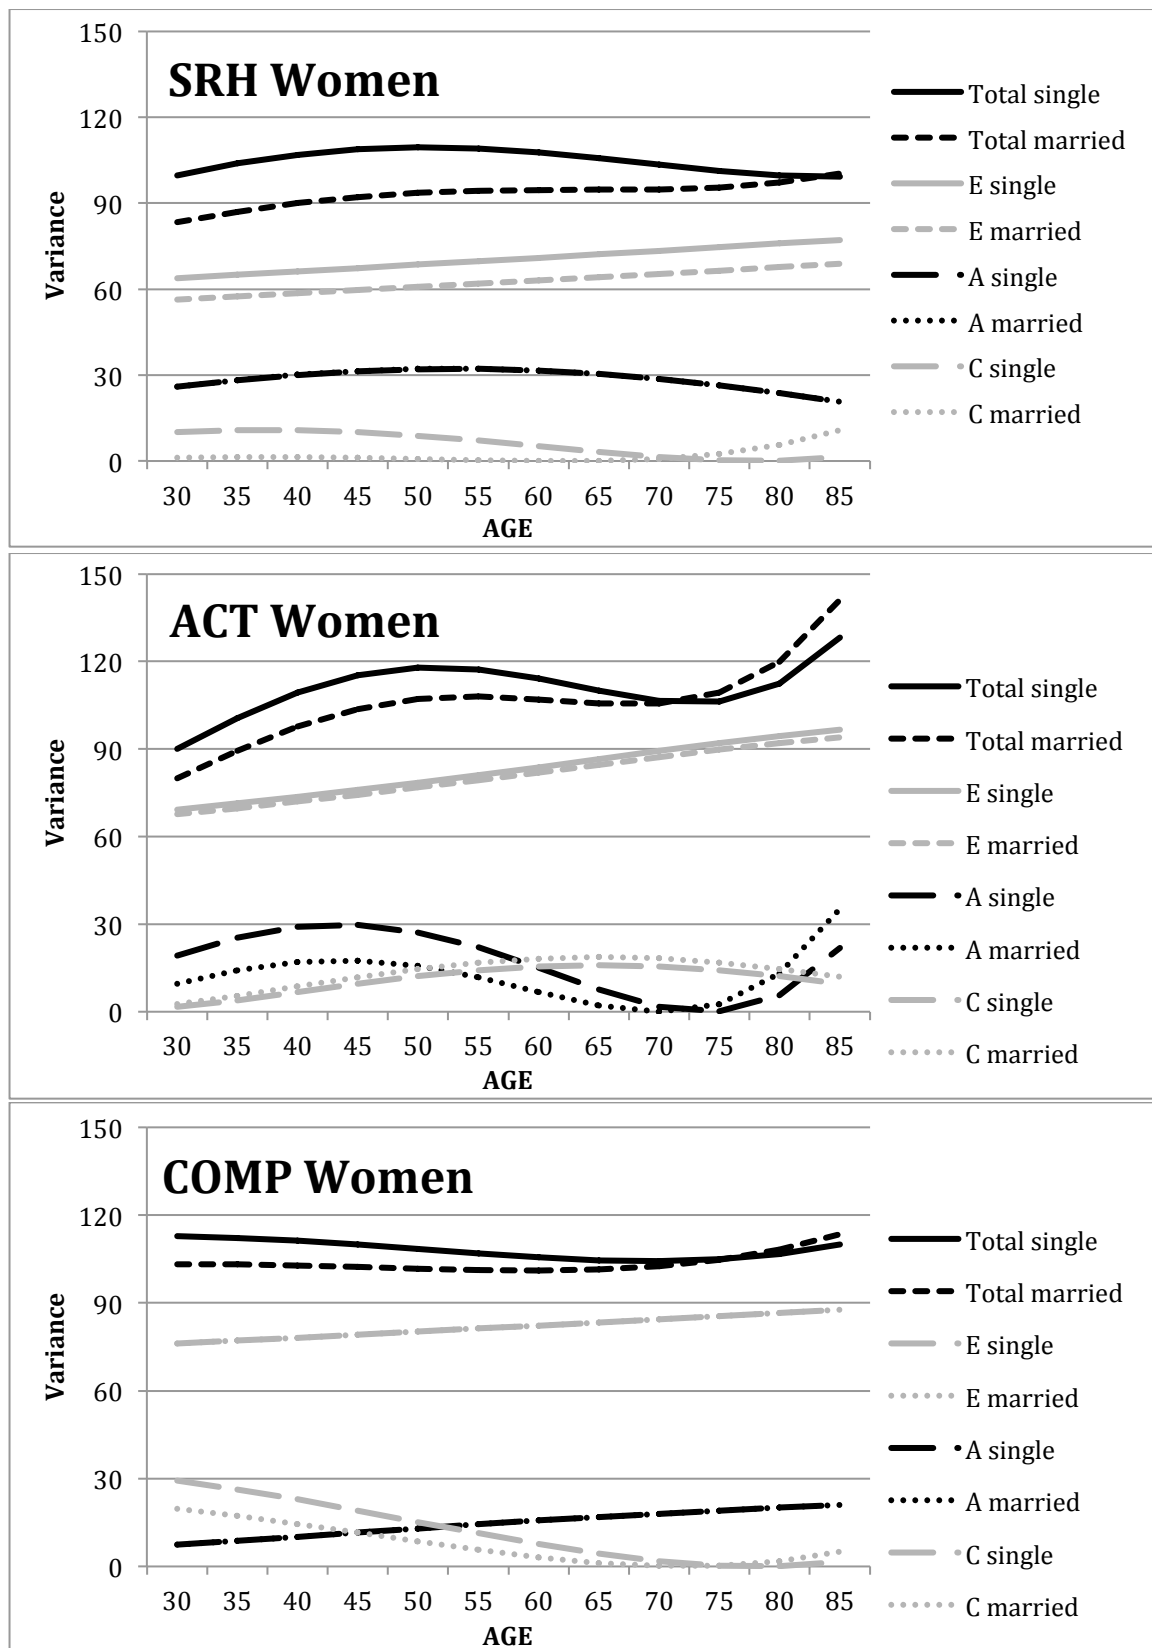 150
SRH Women
120
90
60
30
0
Variance
30 35 40 45 50 55 60 65 70 75 80 85
AGE
Total single
Total married
E single
E married
A single
A married
C single
C married
150
ACT Women
120
90
60
30
0
Variance
30 35 40 45 50 55 60 65 70 75 80 85
AGE
Total single
Total married
E single
E married
A single
A married
C single
C married
150
COMP Women
120
90
60
30
0
Variance
30 35 40 45 50 55 60 65 70 75 80 85
AGE
Total single
Total married
E single
E married
A single
A married
C single
C married